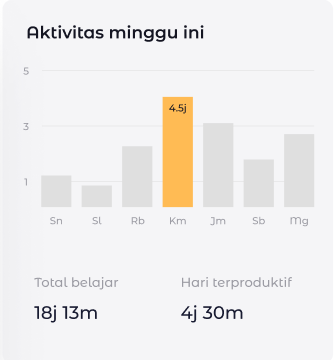 Aktivitas minggu ini
5
4.5j
3
1
Sn Sl Rb Km Jm Sb Mg
Total belajar Hari terproduktif
18j 13m 4j 30m